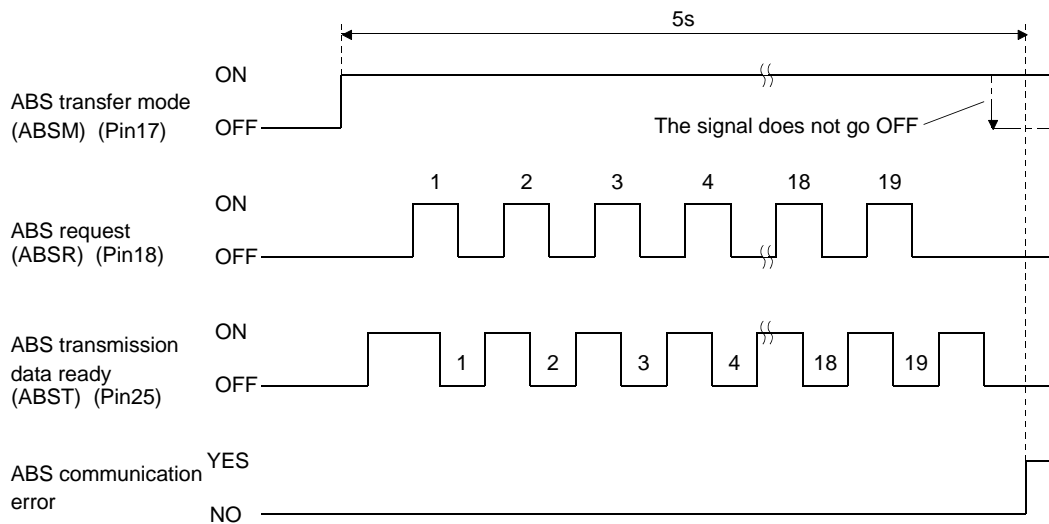 5s
ON
ABS transfer mode
(ABSM) (Pin17)
OFF
The signal does not go OFF
1 2 3 4 18 19
ON
ABS request
(ABSR) (Pin18)
OFF
ON
ABS transmission
data ready
(ABST) (Pin25)
OFF
1 2 3 4 18 19
YES
ABS communication
error
NO